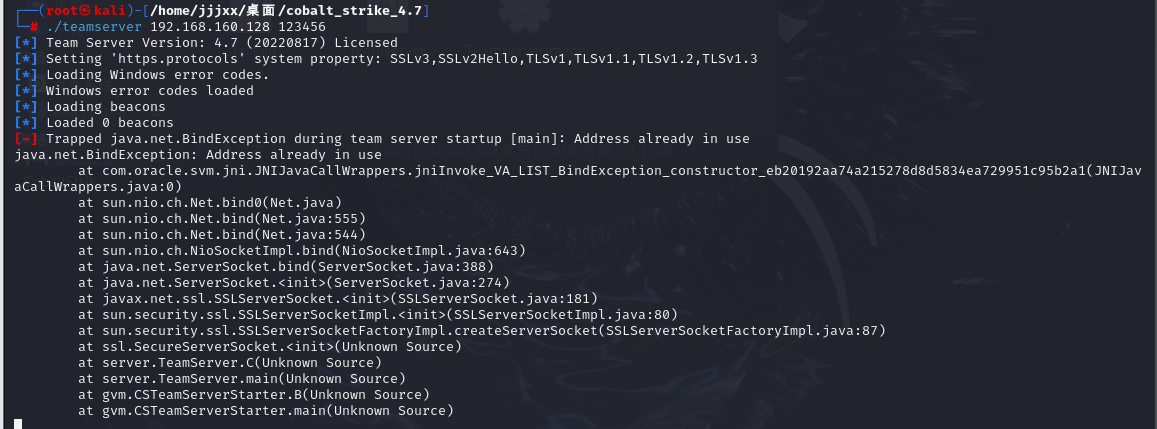 ┌──(root㉿kali)-[/home/jjjxx/桌面/cobalt_strike_4.7]
└─# ./teamserver 192.168.160.128 123456
[*] Team Server Version: 4.7 (20220817) Licensed
[*] Setting 'https.protocols' system property: SSLv3,SSLv2Hello,TLSv1,TLSv1.1,TLSv1.2,TLSv1.3
[*] Loading Windows error codes.
[*] Windows error codes loaded
[*] Loading beacons
[*] Loaded 0 beacons
[-] Trapped java.net.BindException during team server startup [main]: Address already in use
java.net.BindException: Address already in use
        at com.oracle.svm.jni.JNIJavaCallWrappers.jniInvoke_VA_LIST_BindException_constructor_eb20192aa74a215278d8d5834ea729951c95b2a1(JNIJav
aCallWrappers.java:0)
        at sun.nio.ch.Net.bind0(Net.java)
        at sun.nio.ch.Net.bind(Net.java:555)
        at sun.nio.ch.Net.bind(Net.java:544)
        at sun.nio.ch.NioSocketImpl.bind(NioSocketImpl.java:643)
        at java.net.ServerSocket.bind(ServerSocket.java:388)
        at java.net.ServerSocket.<init>(ServerSocket.java:274)
        at javax.net.ssl.SSLServerSocket.<init>(SSLServerSocket.java:181)
        at sun.security.ssl.SSLServerSocketImpl.<init>(SSLServerSocketImpl.java:80)
        at sun.security.ssl.SSLServerSocketFactoryImpl.createServerSocket(SSLServerSocketFactoryImpl.java:87)
        at ssl.SecureServerSocket.<init>(Unknown Source)
        at server.TeamServer.C(Unknown Source)
        at server.TeamServer.main(Unknown Source)
        at gvm.CSTeamServerStarter.B(Unknown Source)
        at gvm.CSTeamServerStarter.main(Unknown Source)